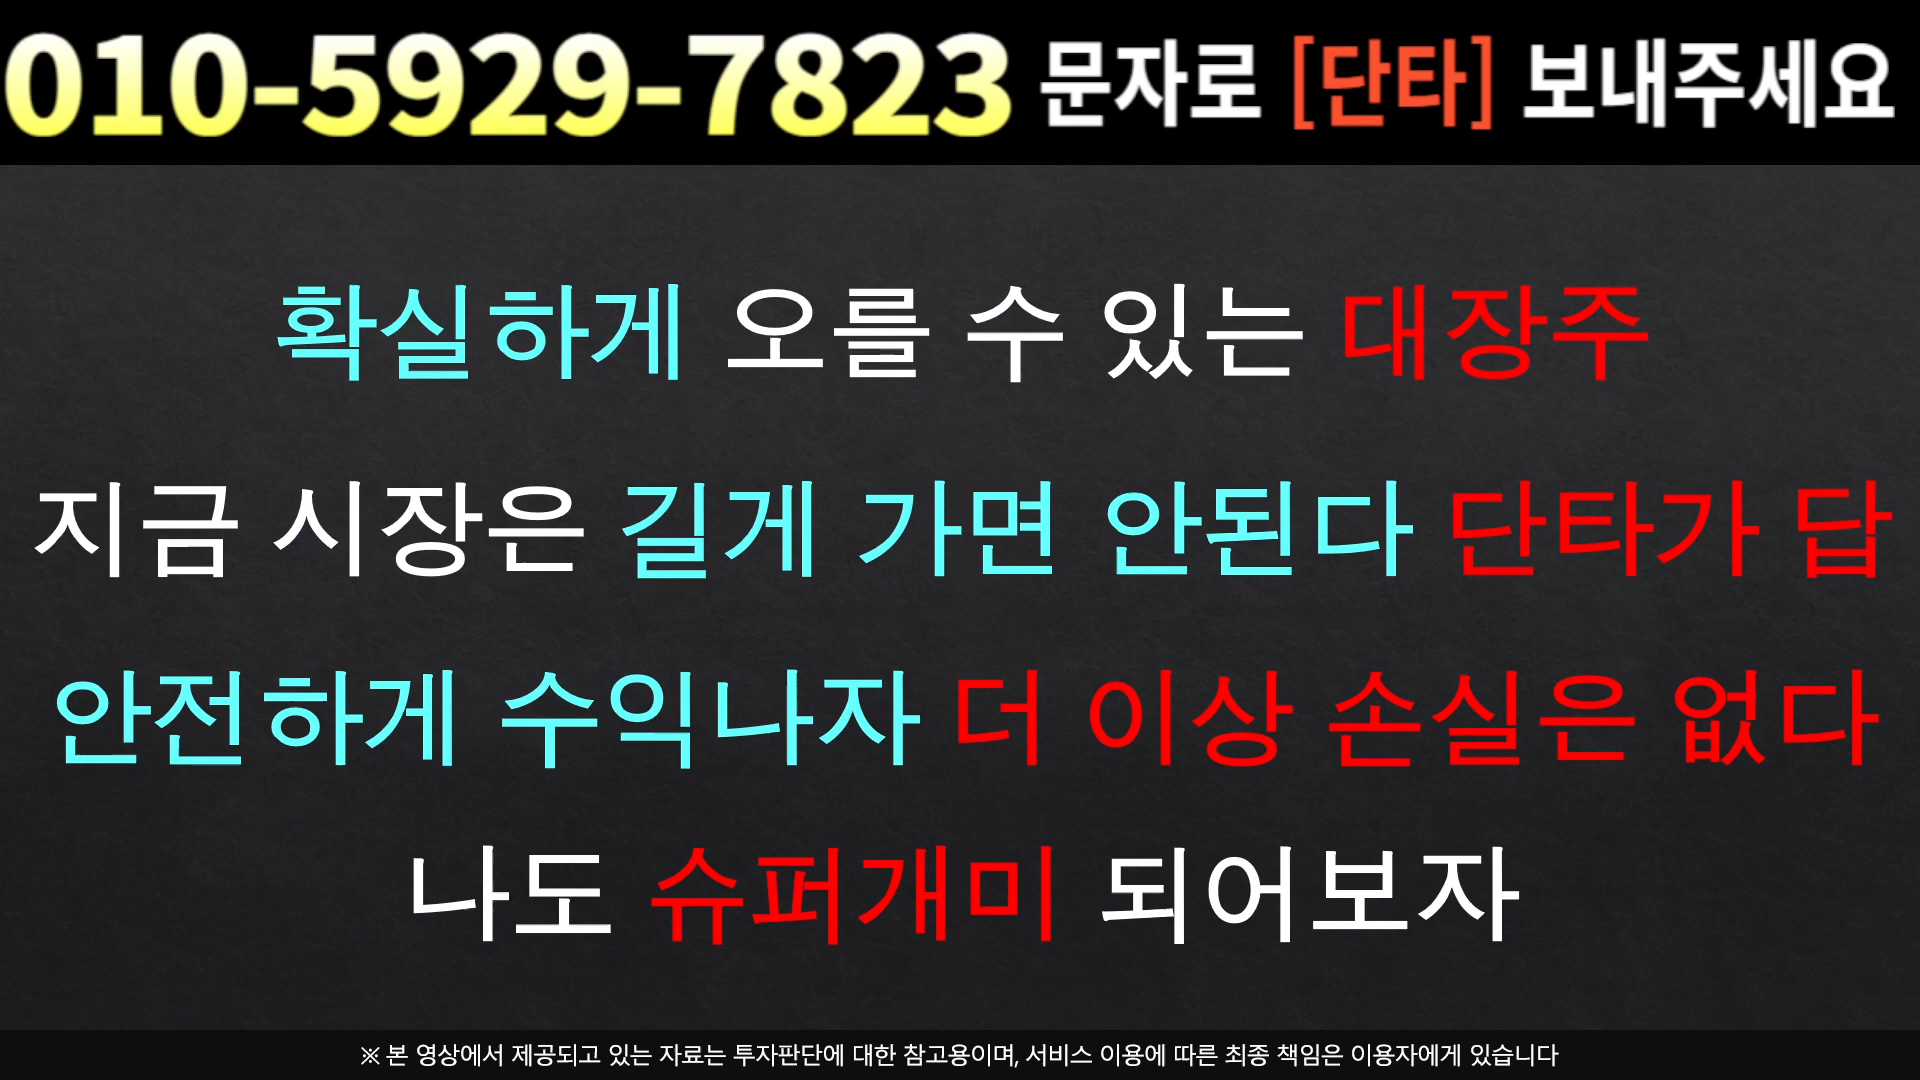 010-5929-7823 문자로 [단타] 보내주세요
확실하게 오를 수 있는 대장주
지금 시장은 길게 가면 안된다 단타가 답
안전하게 수익나자 더 이상 손실은 없다
나도 슈퍼개미 되어보자
※ 본 영상에서 제공되고 있는 자료는 투자판단에 대한 참고용이며, 서비스 이용에 따른 최종 책임은 이용자에게 있습니다